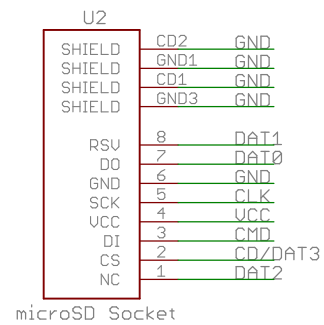 U2
SHIELD CD2 GND
SHIELD GND1 GND
SHIELD CD1 GND
SHIELD GND3 GND
RSV 8 DAT1
DO 7 DAT0
GND 6 GND
SCK 5 CLK
VCC 4 VCC
DI 3 CMD
CS 2 CD/DAT3
NC 1 DAT2
microSD Socket